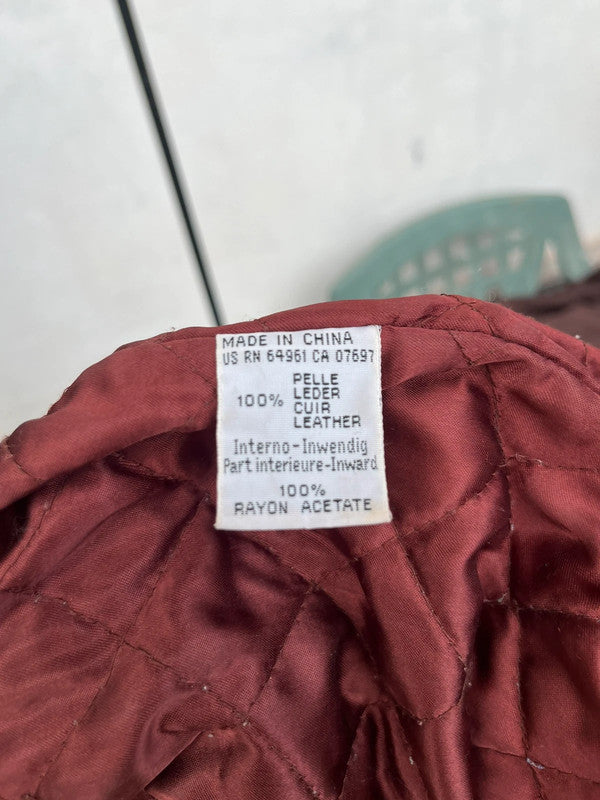 MADE IN CHINA
US RN 64961 CA 07697
PELLE
LEDER
100% CUIR
LEATHER
Interno-Inwendig
Part interieure-Inward
100%
RAYON ACETATE